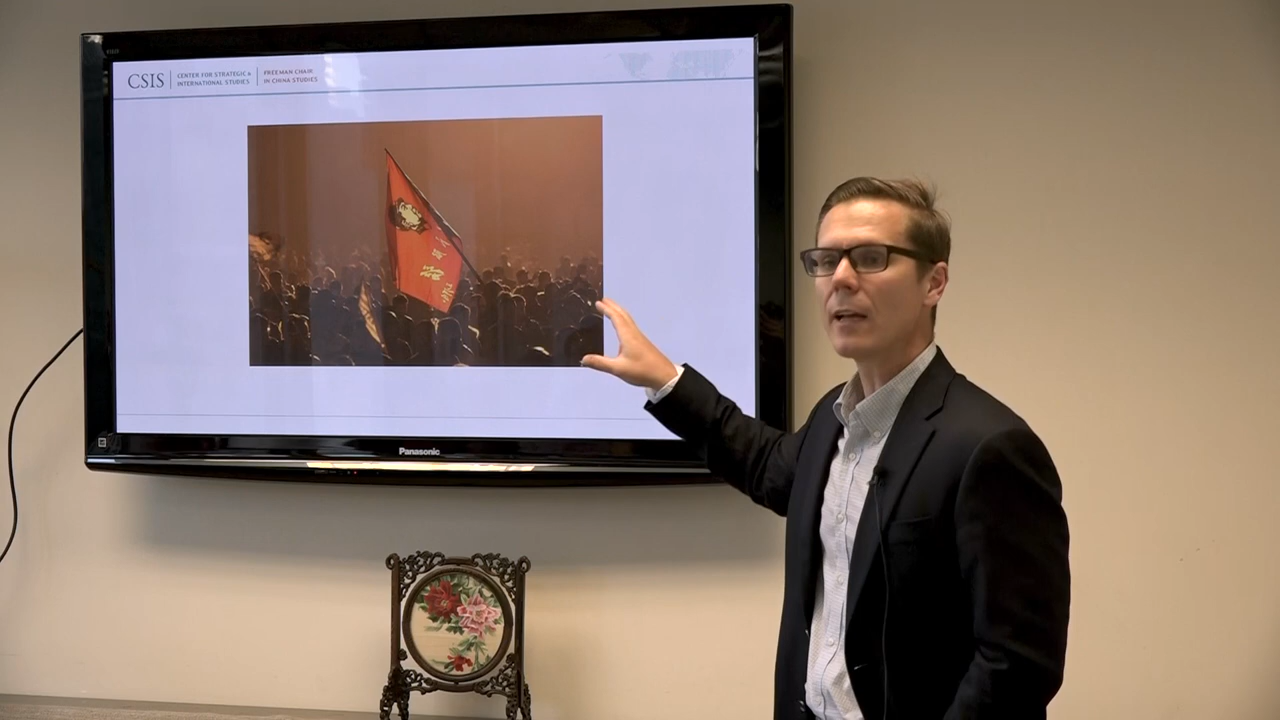 CSIS
CENTER FOR STRATEGIC &
INTERNATIONAL STUDIES
FREEMAN CHAIR
IN CHINA STUDIES
Panasonic